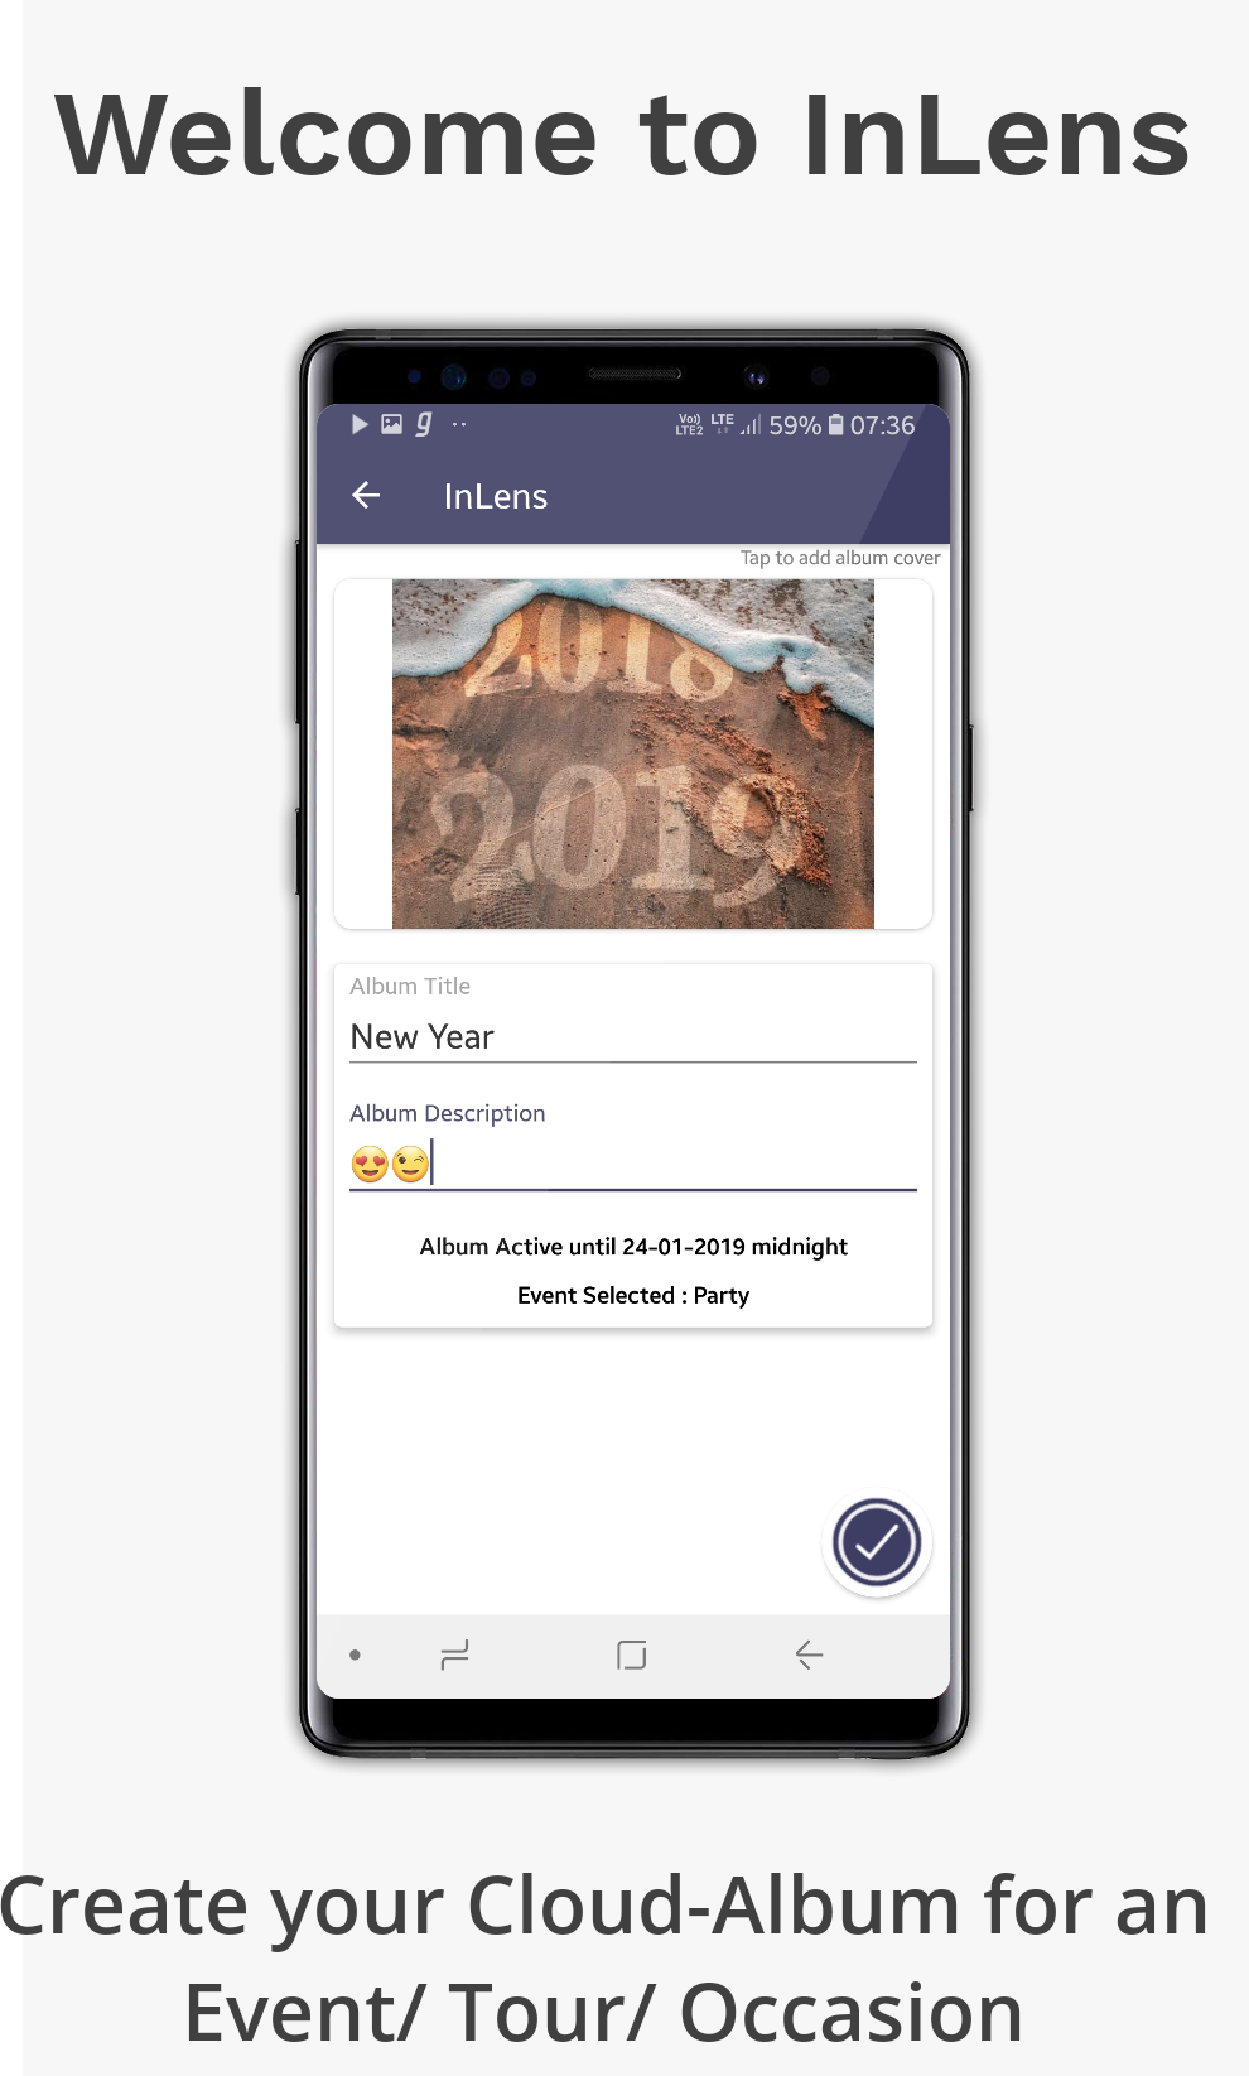 Welcome to InLens
g
Vo)) LTE2 LTE 59% 07:36
InLens
Tap to add album cover
2018
2019
Album Title
New Year
Album Description
😍😉
Album Active until 24-01-2019 midnight
Event Selected : Party
Create your Cloud-Album for an
Event/ Tour/ Occasion